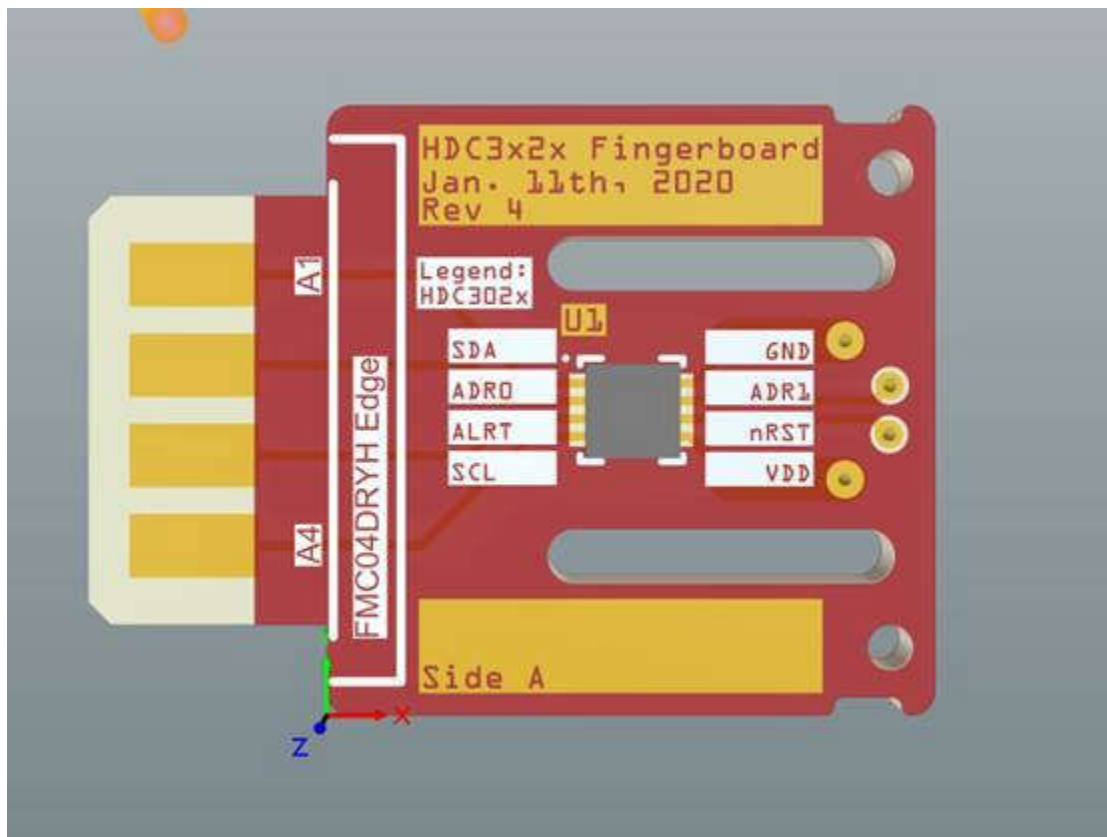 HDC3x2x Fingerboard
Jan. 11th, 2020
Rev 4
A1
Legend:
HDC302x
U1
SDA
GND
ADR0
ADR1
ALRT
nRST
SCL
VDD
FMC04DRYH Edge
A4
Side A
X
Z